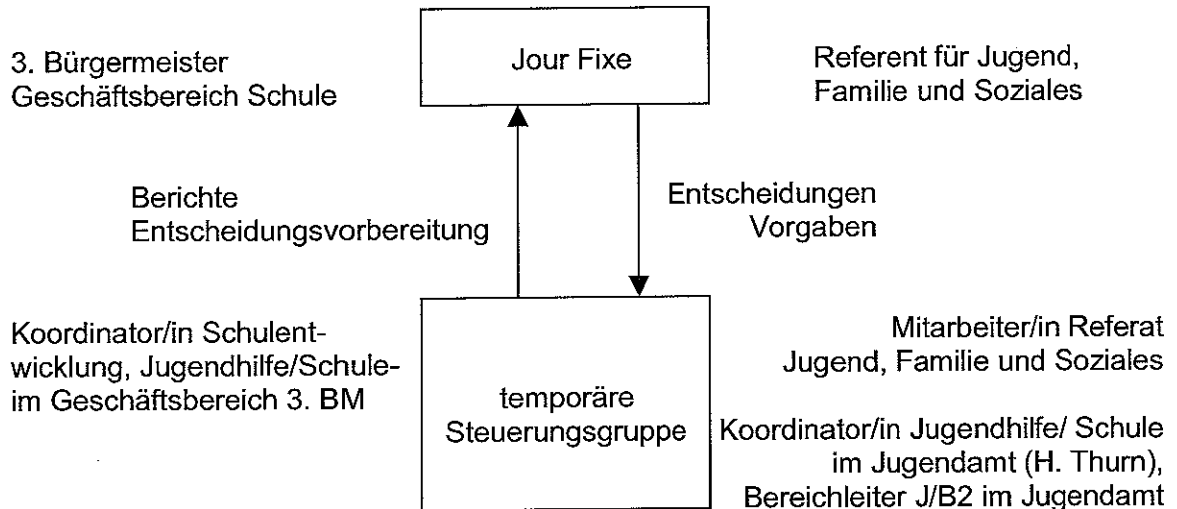 3. Bürgermeister
Geschäftsbereich Schule
Jour Fixe
Referent für Jugend,
Familie und Soziales
Berichte
Entscheidungsvorbereitung
Entscheidungen
Vorgaben
Koordinator/in Schulent-
wicklung, Jugendhilfe/Schule-
im Geschäftsbereich 3. BM
temporäre
Steuerungsgruppe
Mitarbeiter/in Referat
Jugend, Familie und Soziales
Koordinator/in Jugendhilfe/ Schule
im Jugendamt (H. Thurn),
Bereichleiter J/B2 im Jugendamt